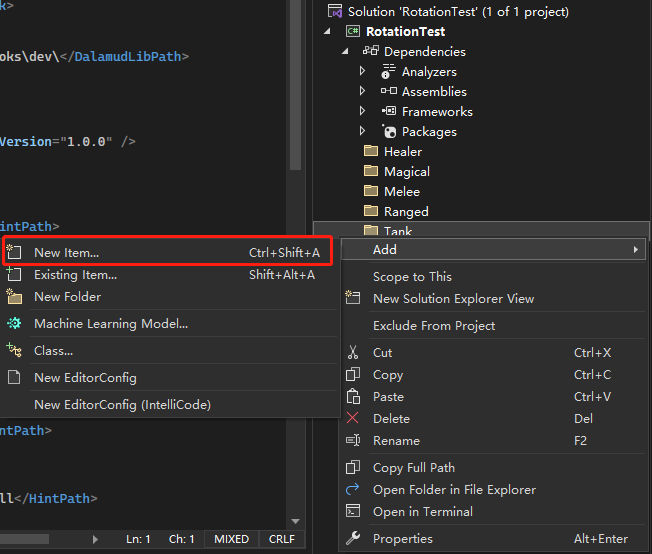 k>
oks\dev\</DalamudLibPath>
Version="1.0.0" />
intPath>
ntPath>
ll</HintPath>
Ln: 1 Ch: 1 MIXED CRLF
Solution 'RotationTest' (1 of 1 project)
C# RotationTest
Dependencies
Analyzers
Assemblies
Frameworks
Packages
Healer
Magical
Melee
Ranged
Tank
New Item... Ctrl+Shift+A
Existing Item... Shift+Alt+A
New Folder
Machine Learning Model...
Class...
New EditorConfig
New EditorConfig (IntelliCode)
Add
Scope to This
New Solution Explorer View
Exclude From Project
Cut Ctrl+X
Copy Ctrl+C
Paste Ctrl+V
Delete Del
Rename F2
Copy Full Path
Open Folder in File Explorer
Open in Terminal
Properties Alt+Enter